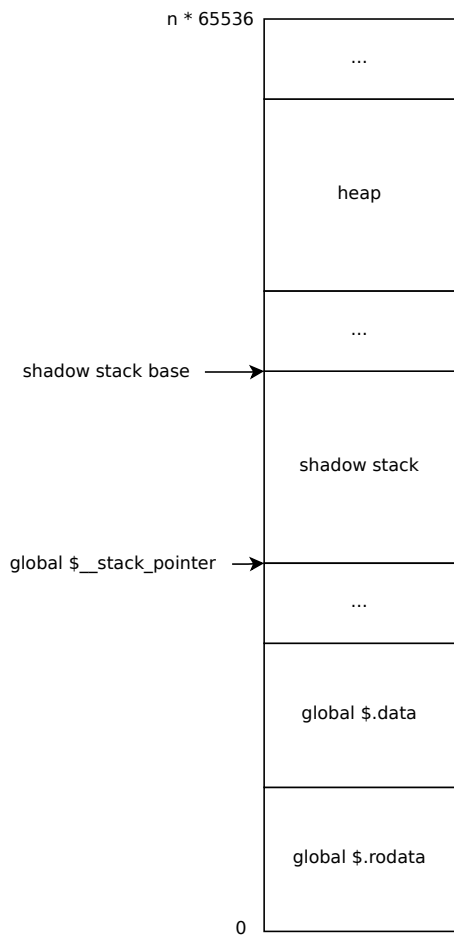 n * 65536
...
heap
...
shadow stack base
shadow stack
global $__stack_pointer
...
global $.data
global $.rodata
0